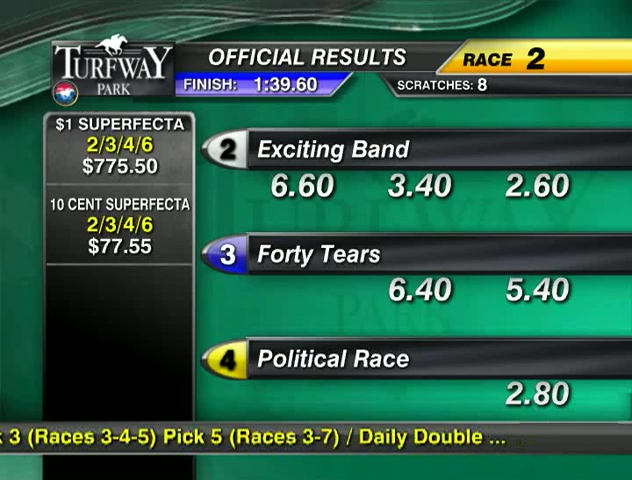 TURFWAY
PARK
OFFICIAL RESULTS
RACE 2
FINISH: 1:39.60
SCRATCHES: 8
$1 SUPERFECTA
2/3/4/6
$775.50
10 CENT SUPERFECTA
2/3/4/6
$77.55
2 Exciting Band
6.60 3.40 2.60
3 Forty Tears
6.40 5.40
4 Political Race
2.80
3 (Races 3-4-5) Pick 5 (Races 3-7) / Daily Double ...